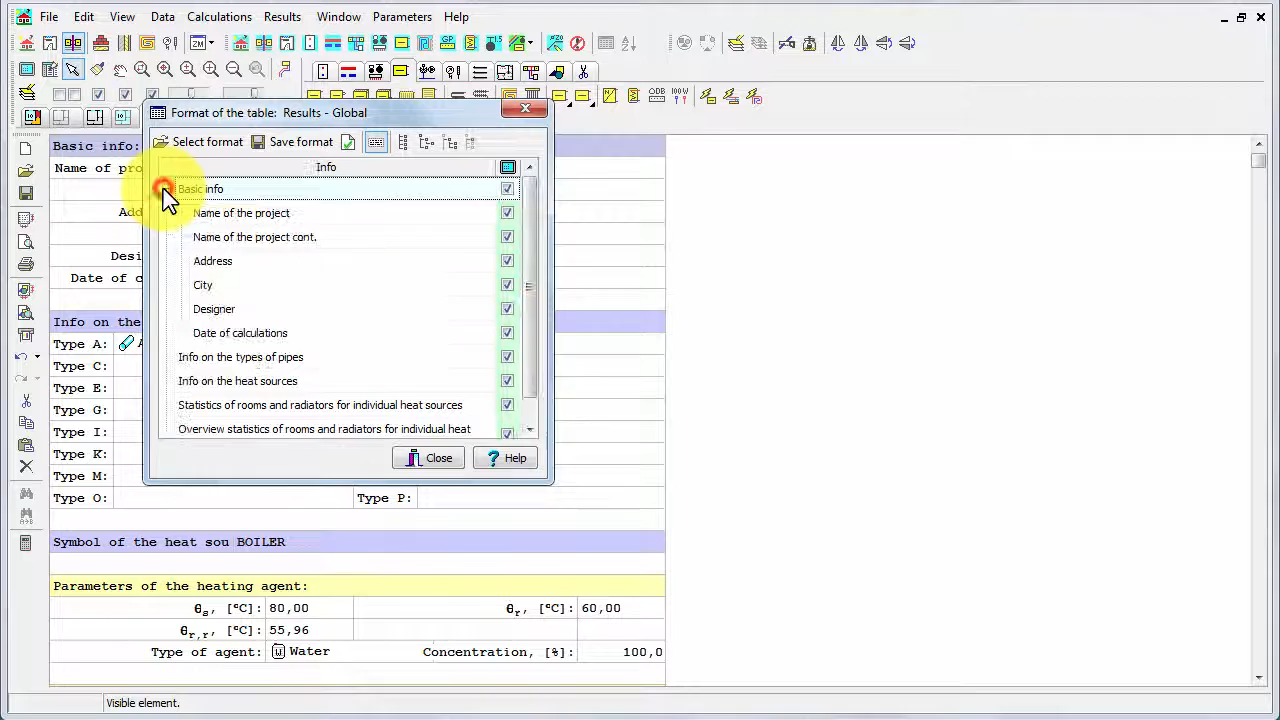 File Edit View Data Calculations Results Window Parameters Help
Format of the table: Results - Global
Select format Save format
Info
Basic info
Name of the project
Name of the project cont.
Address
City
Designer
Date of calculations
Info on the types of pipes
Info on the heat sources
Statistics of rooms and radiators for individual heat sources
Overview statistics of rooms and radiators for individual heat
Close Help
Basic info:
Name of pro
Add
Desi
Date of c
Info on the
Type A:
Type C:
Type E:
Type G:
Type I:
Type K:
Type M:
Type O: Type P:
Symbol of the heat sou BOILER
Parameters of the heating agent:
θs, [°C]: 80,00 θr, [°C]: 60,00
θr,r, [°C]: 55,96
Type of agent: Water Concentration, [%]: 100,0
Visible element.